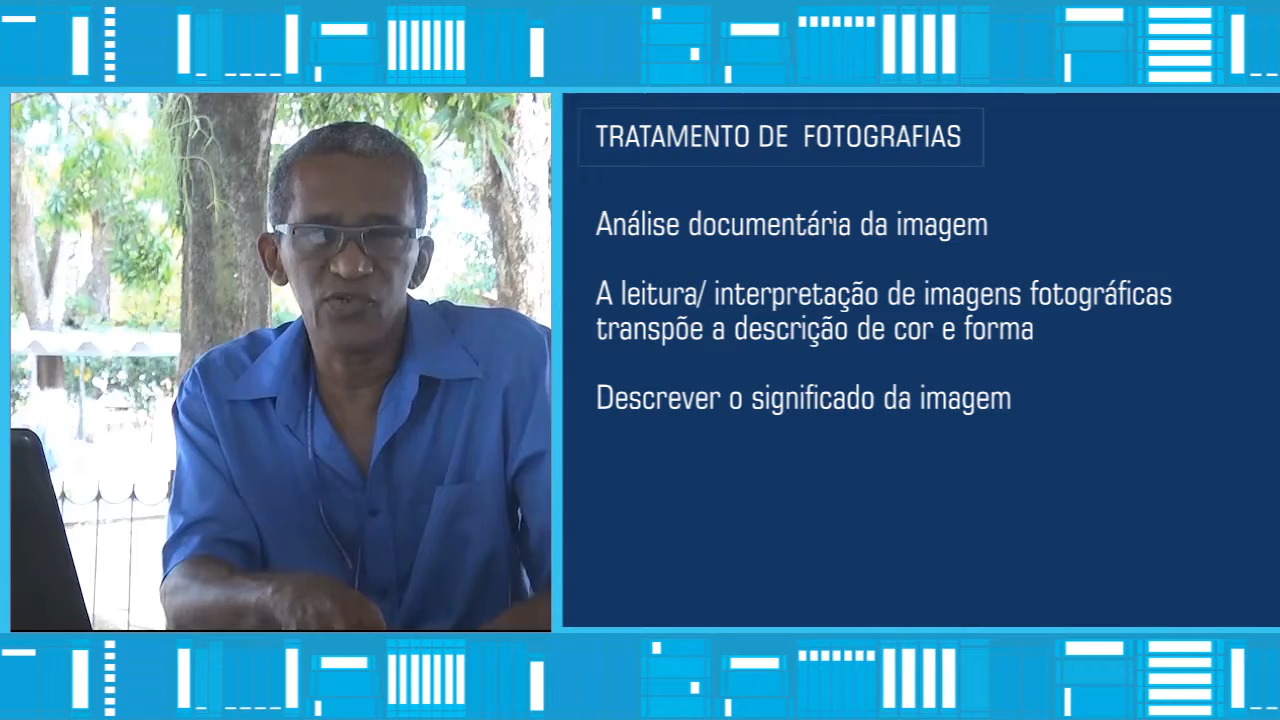 TRATAMENTO DE FOTOGRAFIAS
Análise documentária da imagem
A leitura/ interpretação de imagens fotográficas
transpõe a descrição de cor e forma
Descrever o significado da imagem